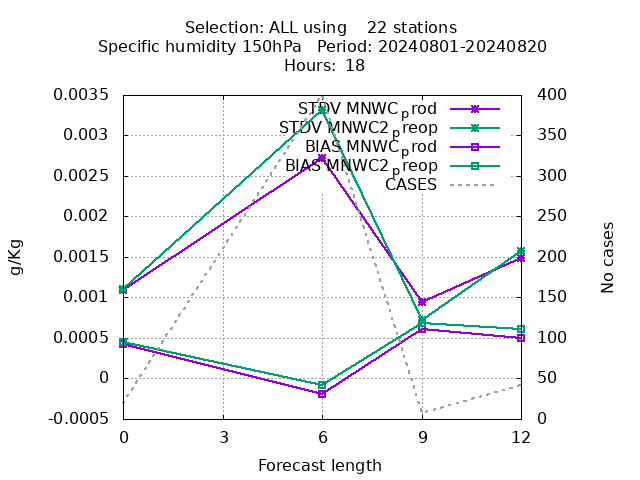 Selection: ALL using    22 stations
Specific humidity 150hPa   Period: 20240801-20240820
Hours: 18
0.0035
0.003
0.0025
0.002
0.0015
0.001
0.0005
0
-0.0005
400
350
300
250
200
150
100
50
0
STDV MNWC_prod
STDV MNWC2_preop
BIAS MNWC_prod
BIAS MNWC2_preop
CASES
g/Kg
No cases
0 3 6 9 12
Forecast length